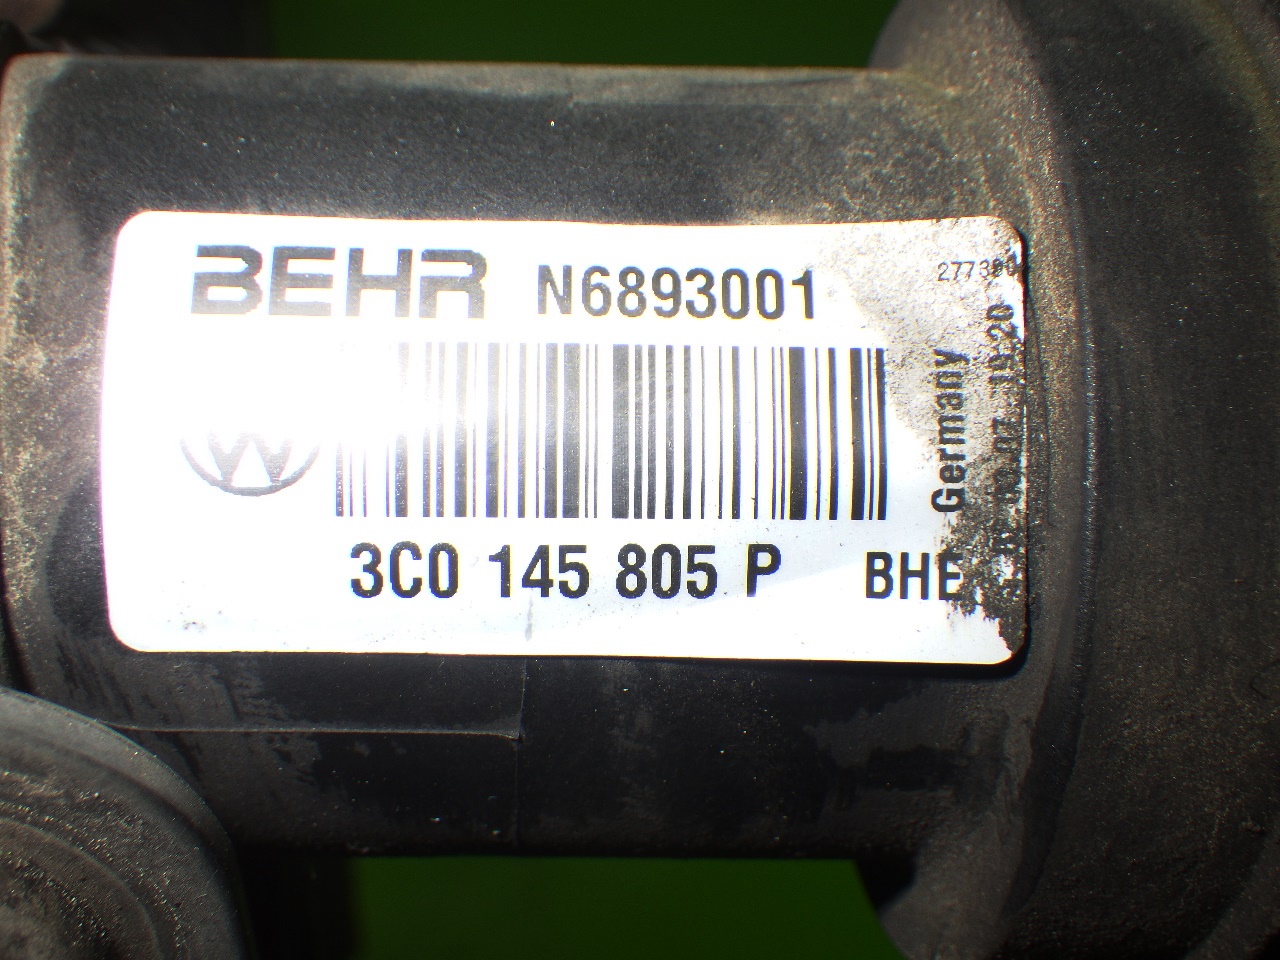 BEHR N6893001
3C0 145 805 P BHE
Germany